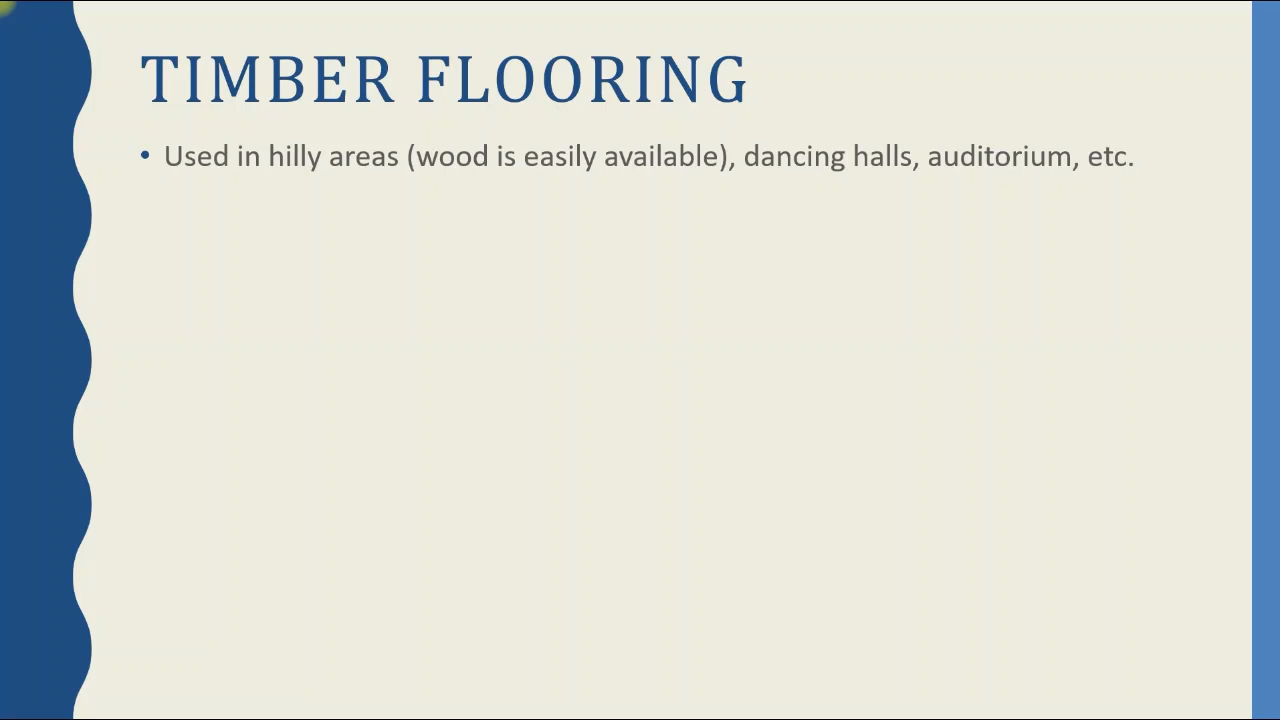 TIMBER FLOORING
• Used in hilly areas (wood is easily available), dancing halls, auditorium, etc.